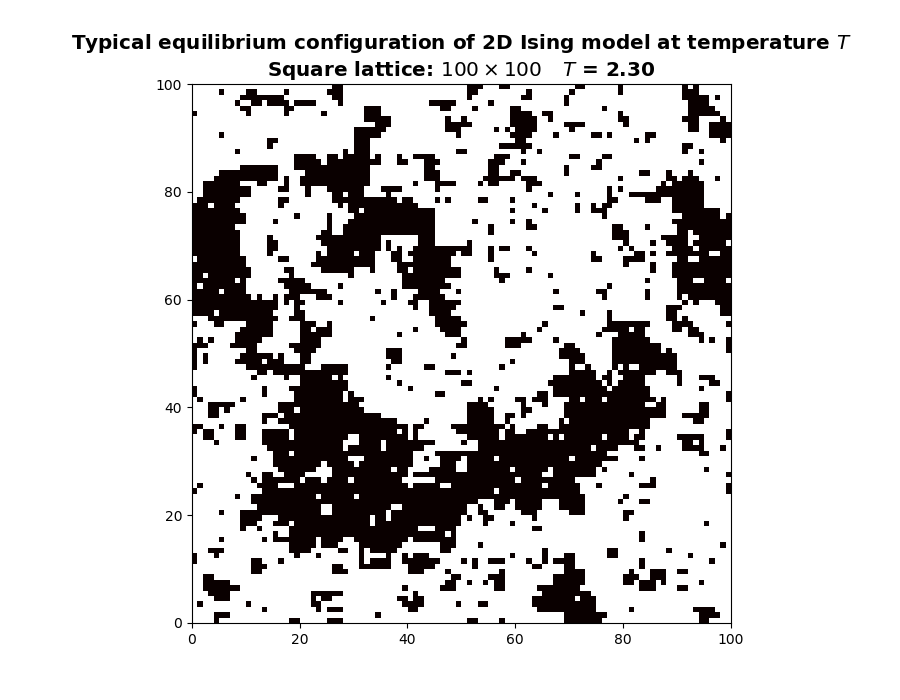 Typical equilibrium configuration of 2D Ising model at temperature T
Square lattice: 100 × 100 T = 2.30
100
80
60
40
20
0
0 20 40 60 80 100